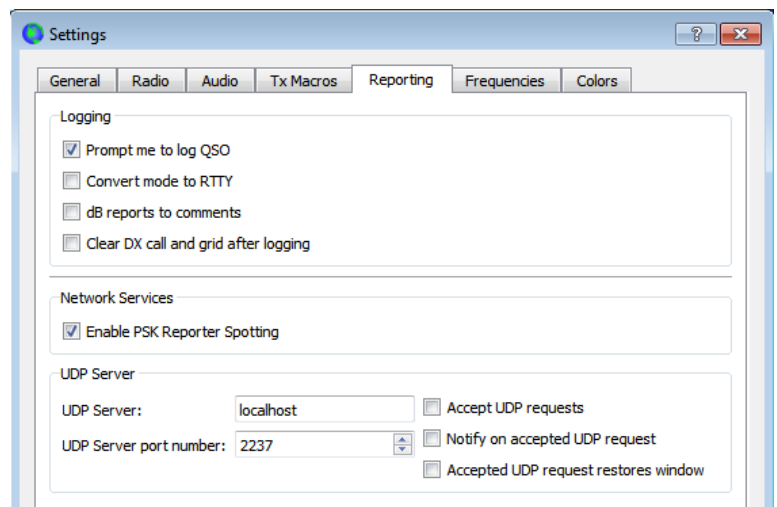 Settings
?
General Radio Audio Tx Macros Reporting Frequencies Colors
Logging
Prompt me to log QSO
Convert mode to RTTY
dB reports to comments
Clear DX call and grid after logging
Network Services
Enable PSK Reporter Spotting
UDP Server
UDP Server: localhost Accept UDP requests
UDP Server port number: 2237 Notify on accepted UDP request
Accepted UDP request restores window